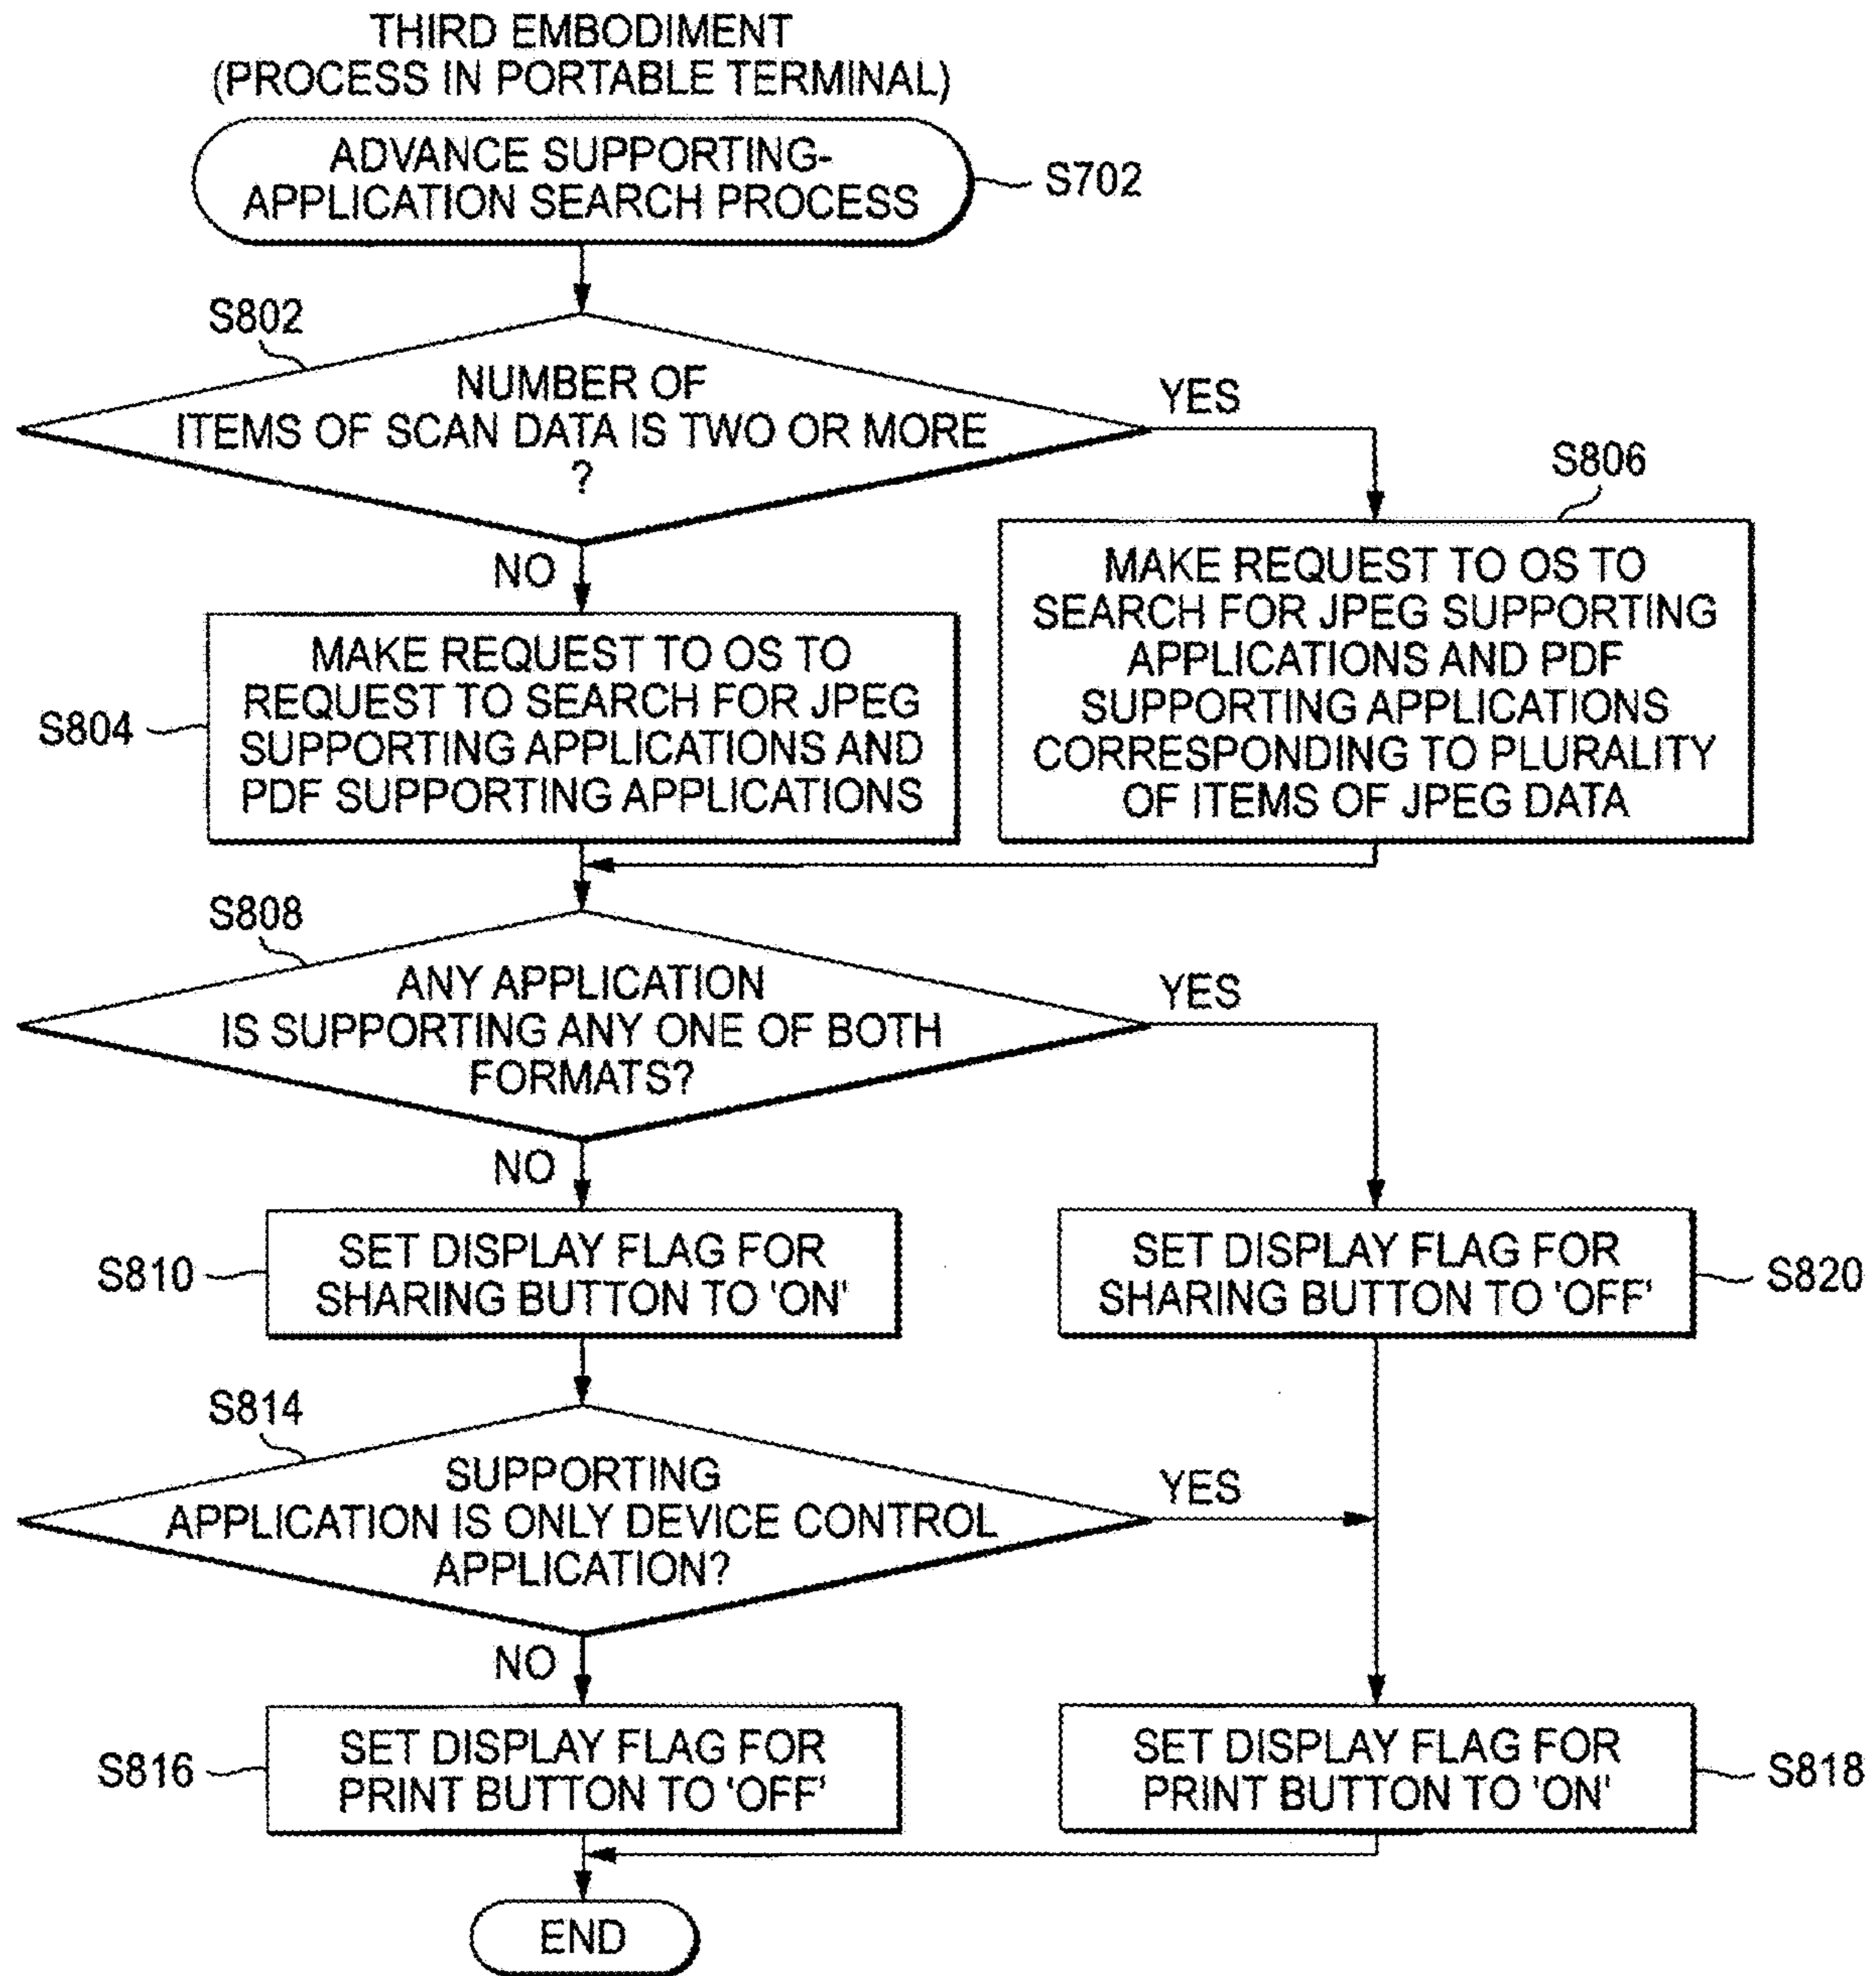 THIRD EMBODIMENT
(PROCESS IN PORTABLE TERMINAL)
ADVANCE SUPPORTING-
APPLICATION SEARCH PROCESS
S702
S802
NUMBER OF
ITEMS OF SCAN DATA IS TWO OR MORE
?
YES
NO
S806
MAKE REQUEST TO OS TO
SEARCH FOR JPEG SUPPORTING
APPLICATIONS AND PDF
SUPPORTING APPLICATIONS
CORRESPONDING TO PLURALITY
OF ITEMS OF JPEG DATA
S804
MAKE REQUEST TO OS TO
REQUEST TO SEARCH FOR JPEG
SUPPORTING APPLICATIONS AND
PDF SUPPORTING APPLICATIONS
S808
ANY APPLICATION
IS SUPPORTING ANY ONE OF BOTH
FORMATS?
YES
NO
S810
SET DISPLAY FLAG FOR
SHARING BUTTON TO 'ON'
SET DISPLAY FLAG FOR
SHARING BUTTON TO 'OFF'
S820
S814
SUPPORTING
APPLICATION IS ONLY DEVICE CONTROL
APPLICATION?
YES
NO
S816
SET DISPLAY FLAG FOR
PRINT BUTTON TO 'OFF'
SET DISPLAY FLAG FOR
PRINT BUTTON TO 'ON'
S818
END